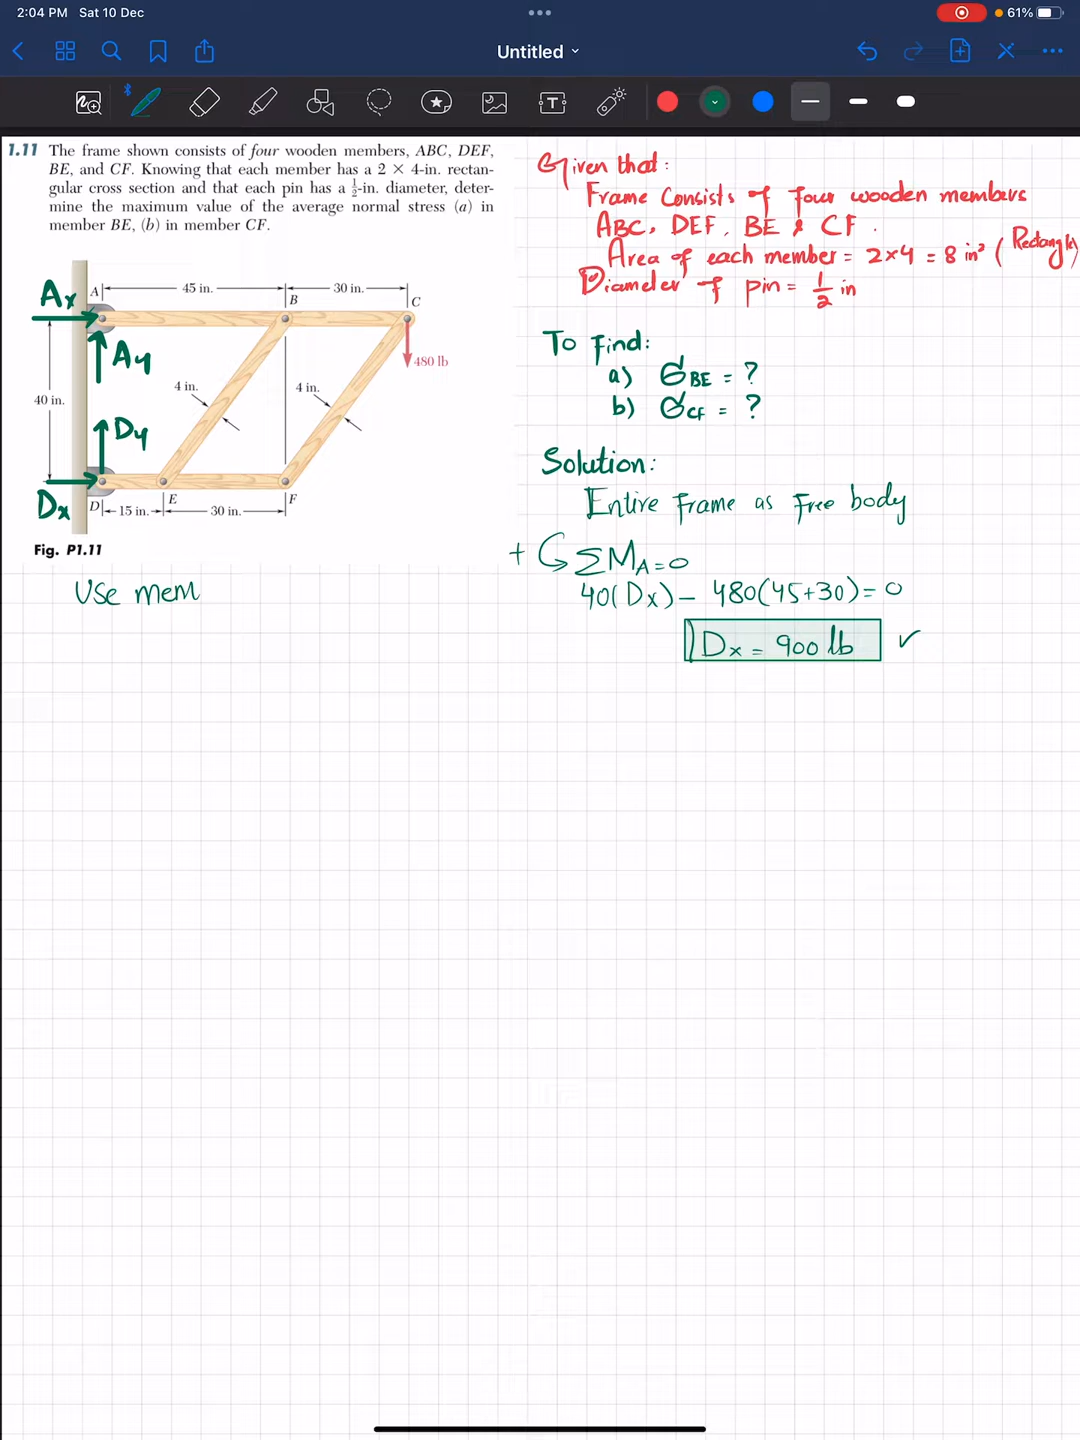 2:04 PM Sat 10 Dec
61%
Untitled
1.11 The frame shown consists of four wooden members, ABC, DEF,
BE, and CF. Knowing that each member has a 2 × 4-in. rectan-
gular cross section and that each pin has a ½-in. diameter, deter-
mine the maximum value of the average normal stress (a) in
member BE, (b) in member CF.
Ax
A
45 in.
B
30 in.
C
Ay
480 lb
4 in.
4 in.
40 in.
Dy
Dx
D
15 in.
E
30 in.
F
Fig. P1.11
Use mem
Given that:
Frame Consists of four wooden members
ABC, DEF, BE & CF.
Area of each member = 2×4 = 8 in² (Rectangle)
Diameter of pin = 1/2 in
To find:
a) σBE = ?
b) σCF = ?
Solution:
Entire frame as free body
+ ↺ ΣMA = 0
40(Dx) – 480(45+30) = 0
Dx = 900 lb ✓